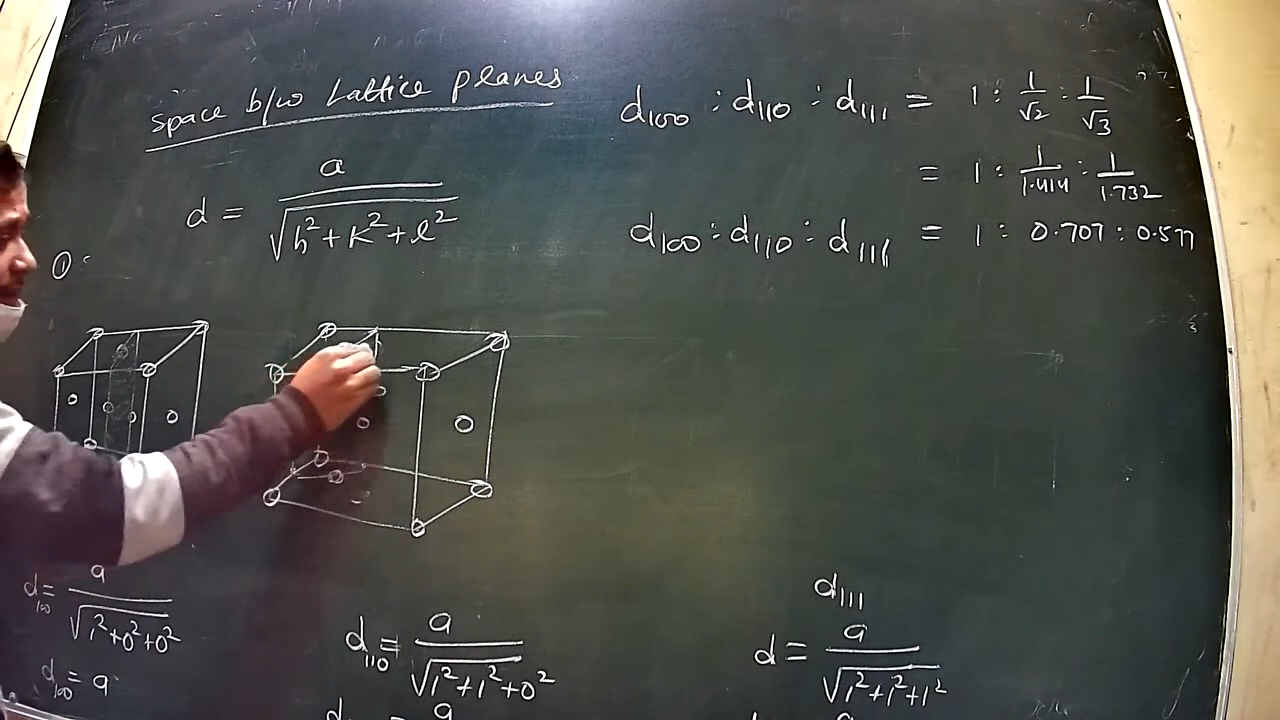 space b/w Lattice planes
d = a / √h²+k²+l²
①:
d₁₀₀ : d₁₁₀ : d₁₁₁ = 1 : 1/√2 : 1/√3
= 1 : 1/1.414 : 1/1.732
d₁₀₀ : d₁₁₀ : d₁₁₁ = 1 : 0.707 : 0.577
d₁₀₀ = a / √1²+0²+0²
d₁₀₀ = a
d₁₁₀ = a / √1²+1²+0²
d₁₁₁
d = a / √1²+1²+1²